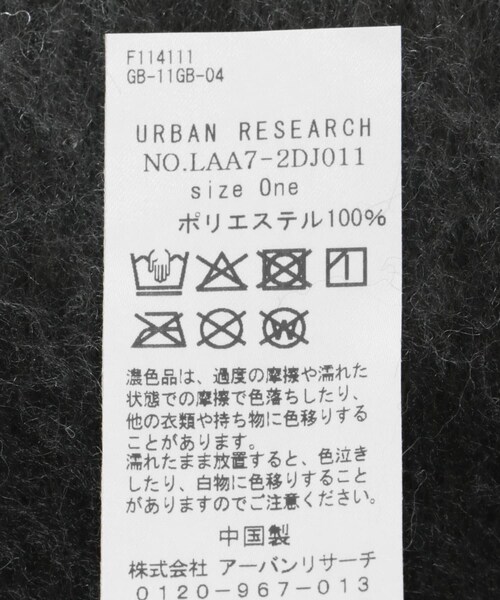 F114111
GB-11GB-04
URBAN RESEARCH
NO.LAA7-2DJ011
size One
ポリエステル100%
濃色品は、過度の摩擦や濡れた
状態での摩擦で色落ちしたり、
他の衣類や持ち物に色移りする
ことがあります。
濡れたまま放置すると、色泣き
したり、白物に色移りすること
がありますのでご注意ください。
中国製
株式会社 アーバンリサーチ
0120-967-013